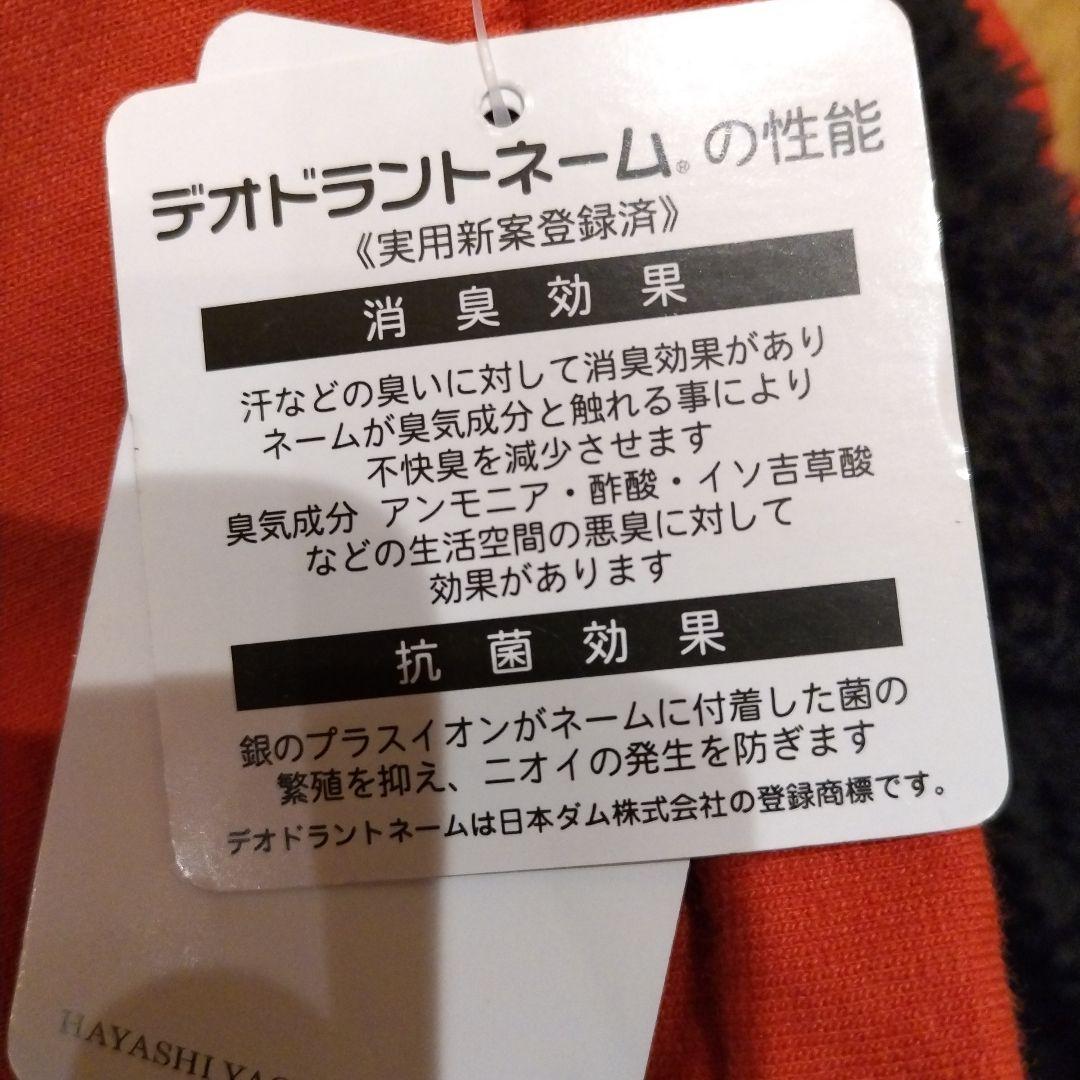 デオドラントネーム®の性能
《実用新案登録済》
消臭効果
汗などの臭いに対して消臭効果があり
ネームが臭気成分と触れる事により
不快臭を減少させます
臭気成分 アンモニア・酢酸・イソ吉草酸
などの生活空間の悪臭に対して
効果があります
抗菌効果
銀のプラスイオンがネームに付着した菌の
繁殖を抑え、ニオイの発生を防ぎます
デオドラントネームは日本ダム株式会社の登録商標です。
HAYASHI